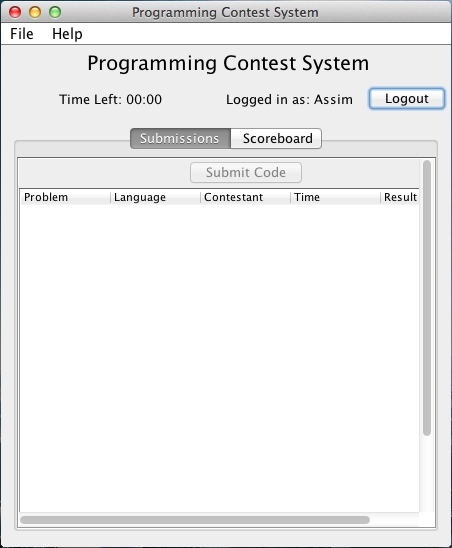 Programming Contest System
File Help
Programming Contest System
Time Left: 00:00 Logged in as: Assim Logout
Submissions Scoreboard
Submit Code
Problem Language Contestant Time Result